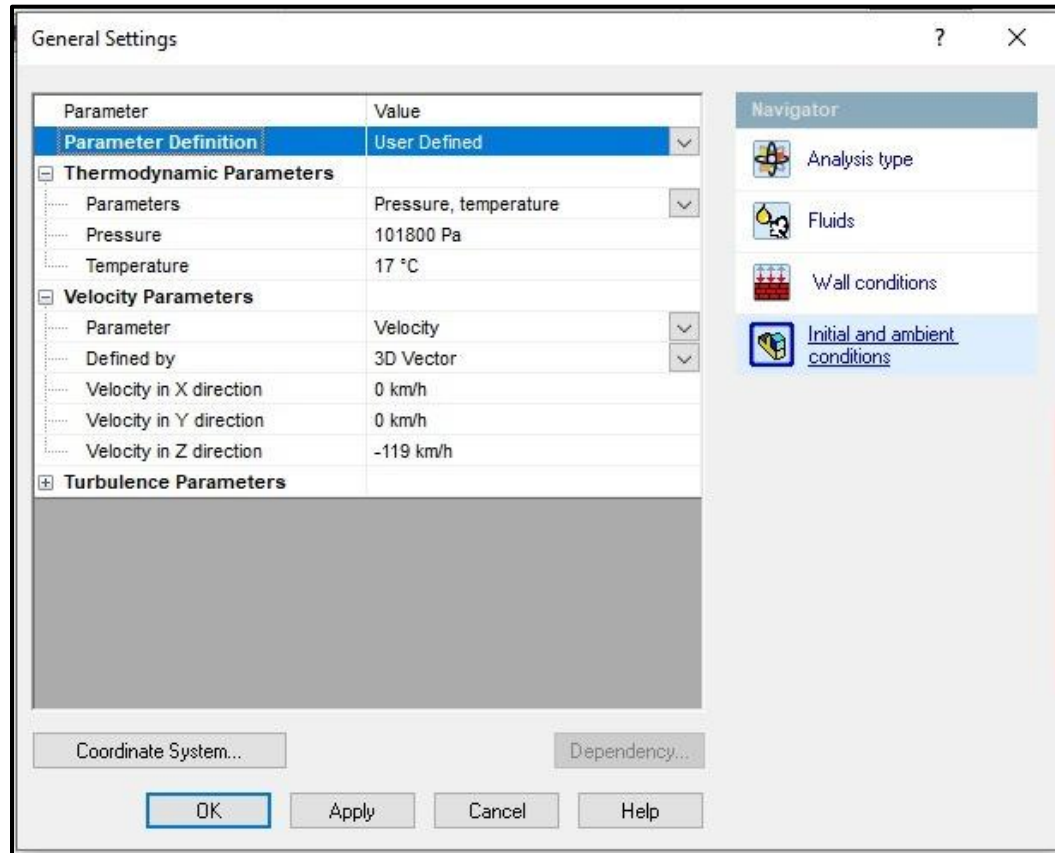 General Settings
Parameter Value
Parameter Definition User Defined
Thermodynamic Parameters
Parameters Pressure, temperature
Pressure 101800 Pa
Temperature 17 °C
Velocity Parameters
Parameter Velocity
Defined by 3D Vector
Velocity in X direction 0 km/h
Velocity in Y direction 0 km/h
Velocity in Z direction -119 km/h
Turbulence Parameters
Navigator
Analysis type
Fluids
Wall conditions
Initial and ambient
conditions
Coordinate System... Dependency...
OK Apply Cancel Help